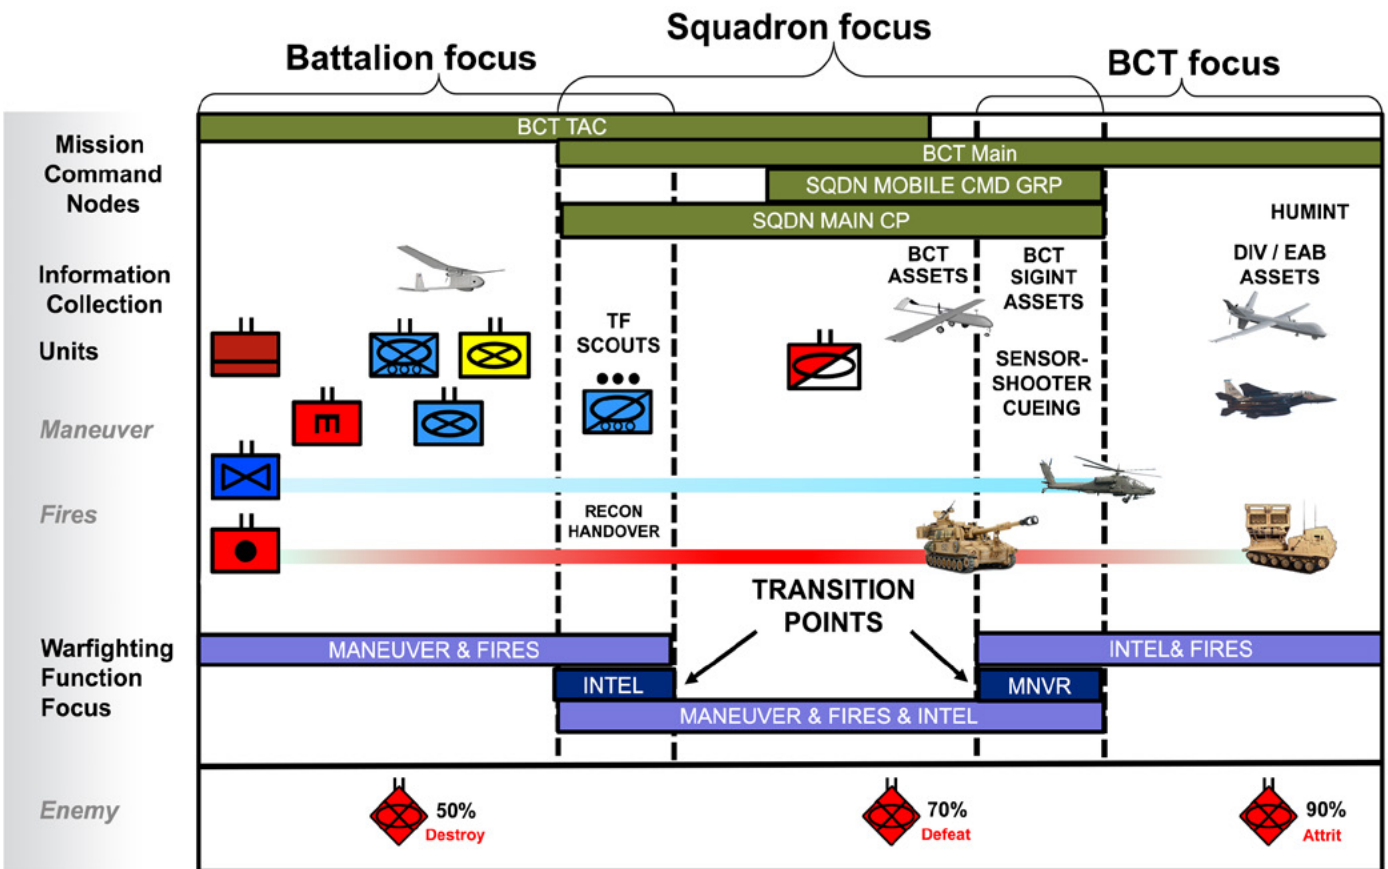 Battalion focus
Squadron focus
BCT focus
Mission
Command
Nodes
BCT TAC
BCT Main
SQDN MOBILE CMD GRP
SQDN MAIN CP
HUMINT
Information
Collection
BCT
ASSETS
BCT
SIGINT
ASSETS
DIV / EAB
ASSETS
Units
TF
SCOUTS
SENSOR-
SHOOTER
CUEING
E
Maneuver
Fires
RECON
HANDOVER
TRANSITION
POINTS
Warfighting
Function
Focus
MANEUVER & FIRES
INTEL& FIRES
INTEL
MNVR
MANEUVER & FIRES & INTEL
Enemy
50%
Destroy
70%
Defeat
90%
Attrit